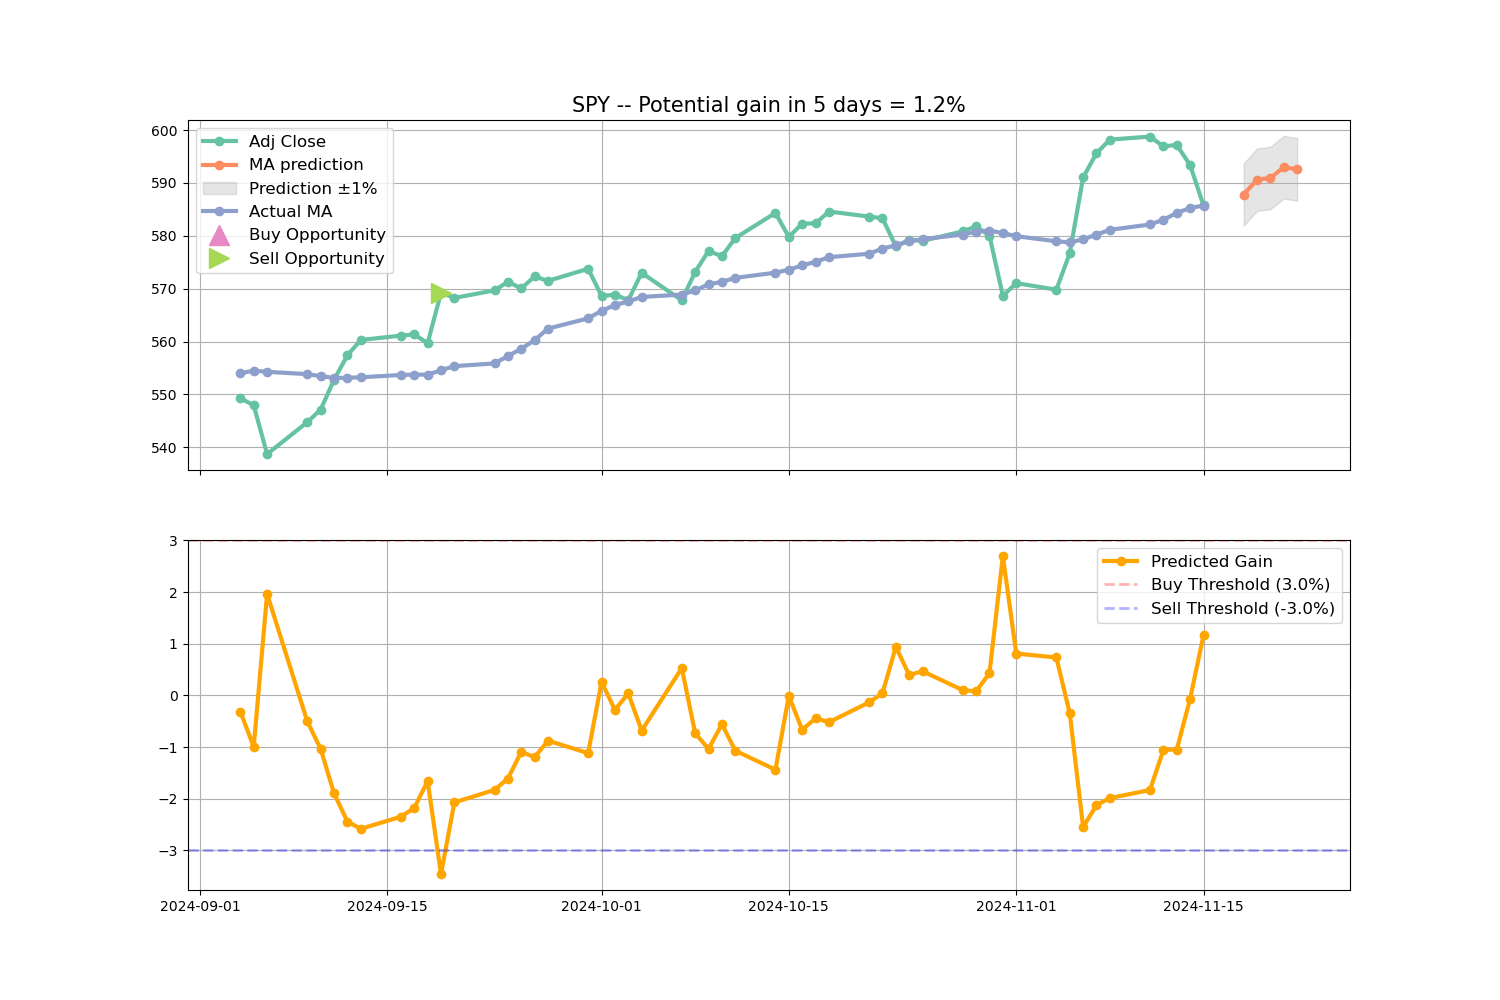 SPY -- Potential gain in 5 days = 1.2%
600
590
580
570
560
550
540
Adj Close
MA prediction
Prediction ±1%
Actual MA
Buy Opportunity
Sell Opportunity
3
2
1
0
−1
−2
−3
Predicted Gain
Buy Threshold (3.0%)
Sell Threshold (-3.0%)
2024-09-01
2024-09-15
2024-10-01
2024-10-15
2024-11-01
2024-11-15